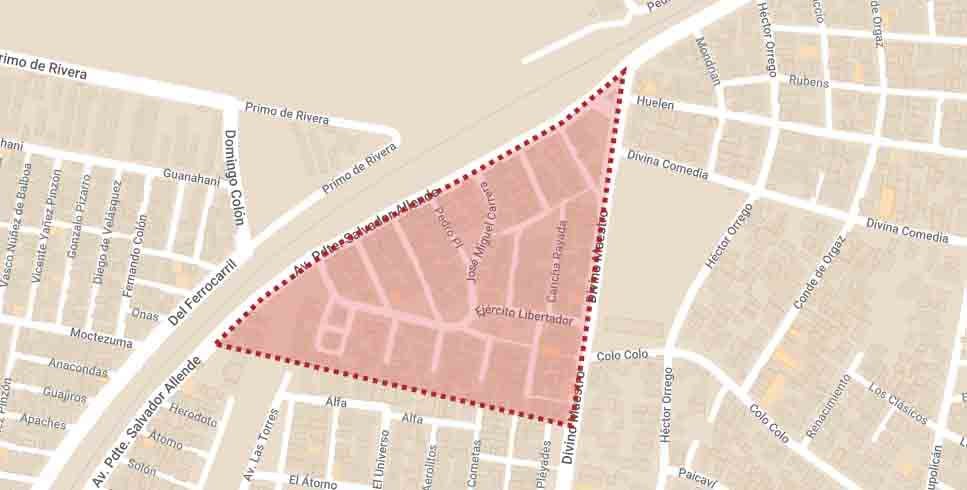 Héctor Orrego
de Orgaz
Mondrian
Primo de Rivera
Rubens
Primo de Rivera
Huelen
Domingo Colón
Guanahani
Primo de Rivera
Divina Comedia
Vasco Núñez de Balboa
Vicente Yañez Pinzón
Gonzalo Pizarro
Diego de Velásquez
Fernando Colón
Av. Pdte. Salvador Allende
José Miguel Carrera
Pedro Pl
Cancha Rayada
Divino Maestro
Héctor Orrego
Divina Comedia
Conde de Orgaz
Del Ferrocarril
Onas
Ejército Libertador
Moctezuma
Anacondas
Guajiros
Apaches
Av. Pdte. Salvador Allende
Colo Colo
Divino Maestro
Héctor Orrego
Renacimiento
Los Clásicos
Colo Colo
Herodoto
Átomo
Solón
Av. Las Torres
Alfa
Alfa
El Universo
Aerolitos
Cometas
Pléyades
Divino Maestro
El Átomo
Paicaví